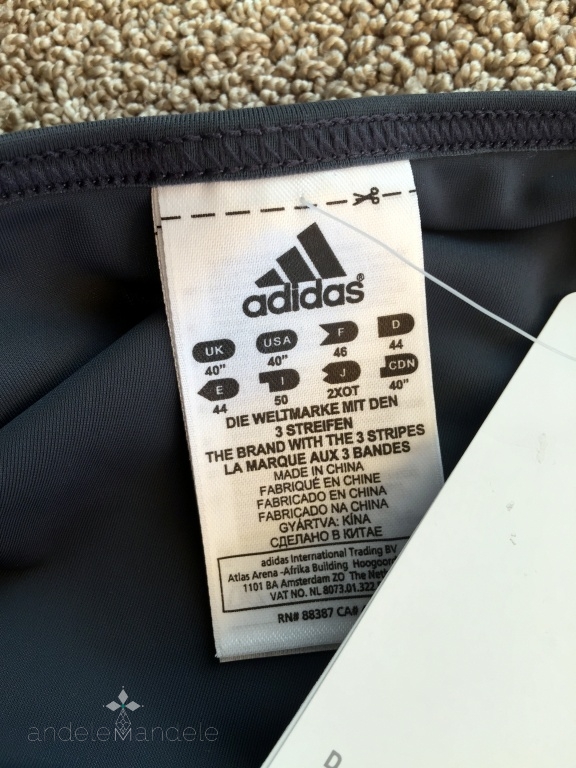 adidas®
UK USA F D
40" 40" 46 44
E I J CDN
44 50 2XOT 40"
DIE WELTMARKE MIT DEN
3 STREIFEN
THE BRAND WITH THE 3 STRIPES
LA MARQUE AUX 3 BANDES
MADE IN CHINA
FABRIQUÉ EN CHINE
FABRICADO EN CHINA
FABRICADO NA CHINA
GYÁRTVA: KÍNA
СДЕЛАНО В КИТАЕ
adidas International Trading BV
Atlas Arena -Afrika Building
1101 BA Amsterdam ZO The
VAT NO. NL 8073.01.322
RN# 88387 CA#
D
andeleMandele